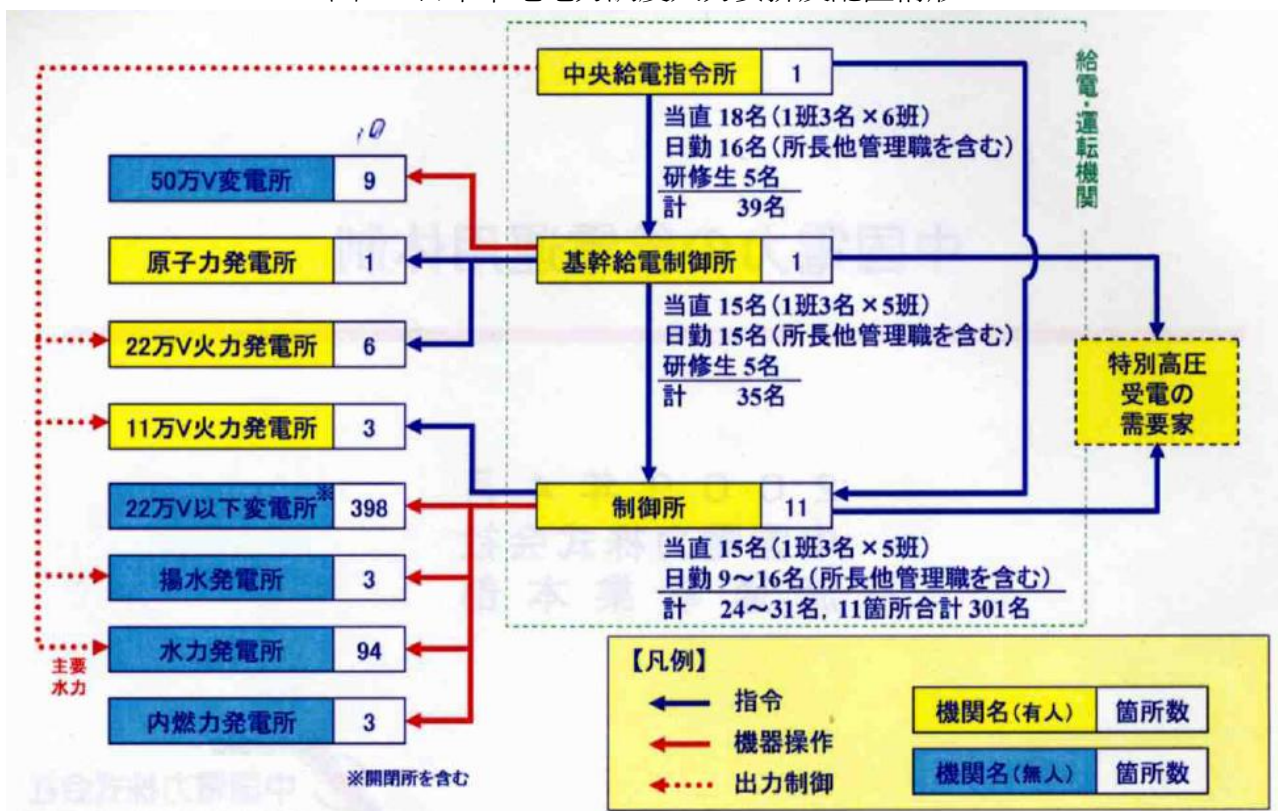 中央給電指令所 1
当直 18名(1班3名×6班)
日勤 16名(所長他管理職を含む)
研修生 5名
計 39名
給電・運転機関
50万V変電所 9
原子力発電所 1
基幹給電制御所 1
当直 15名(1班3名×5班)
日勤 15名(所長他管理職を含む)
研修生 5名
計 35名
22万V火力発電所 6
11万V火力発電所 3
特別高圧
受電の
需要家
22万V以下変電所※ 398
制御所 11
当直 15名(1班3名×5班)
日勤 9~16名(所長他管理職を含む)
計 24~31名, 11箇所合計 301名
揚水発電所 3
水力発電所 94
主要
水力
内燃力発電所 3
※開閉所を含む
【凡例】
指令
機器操作
出力制御
機関名(有人) 箇所数
機関名(無人) 箇所数